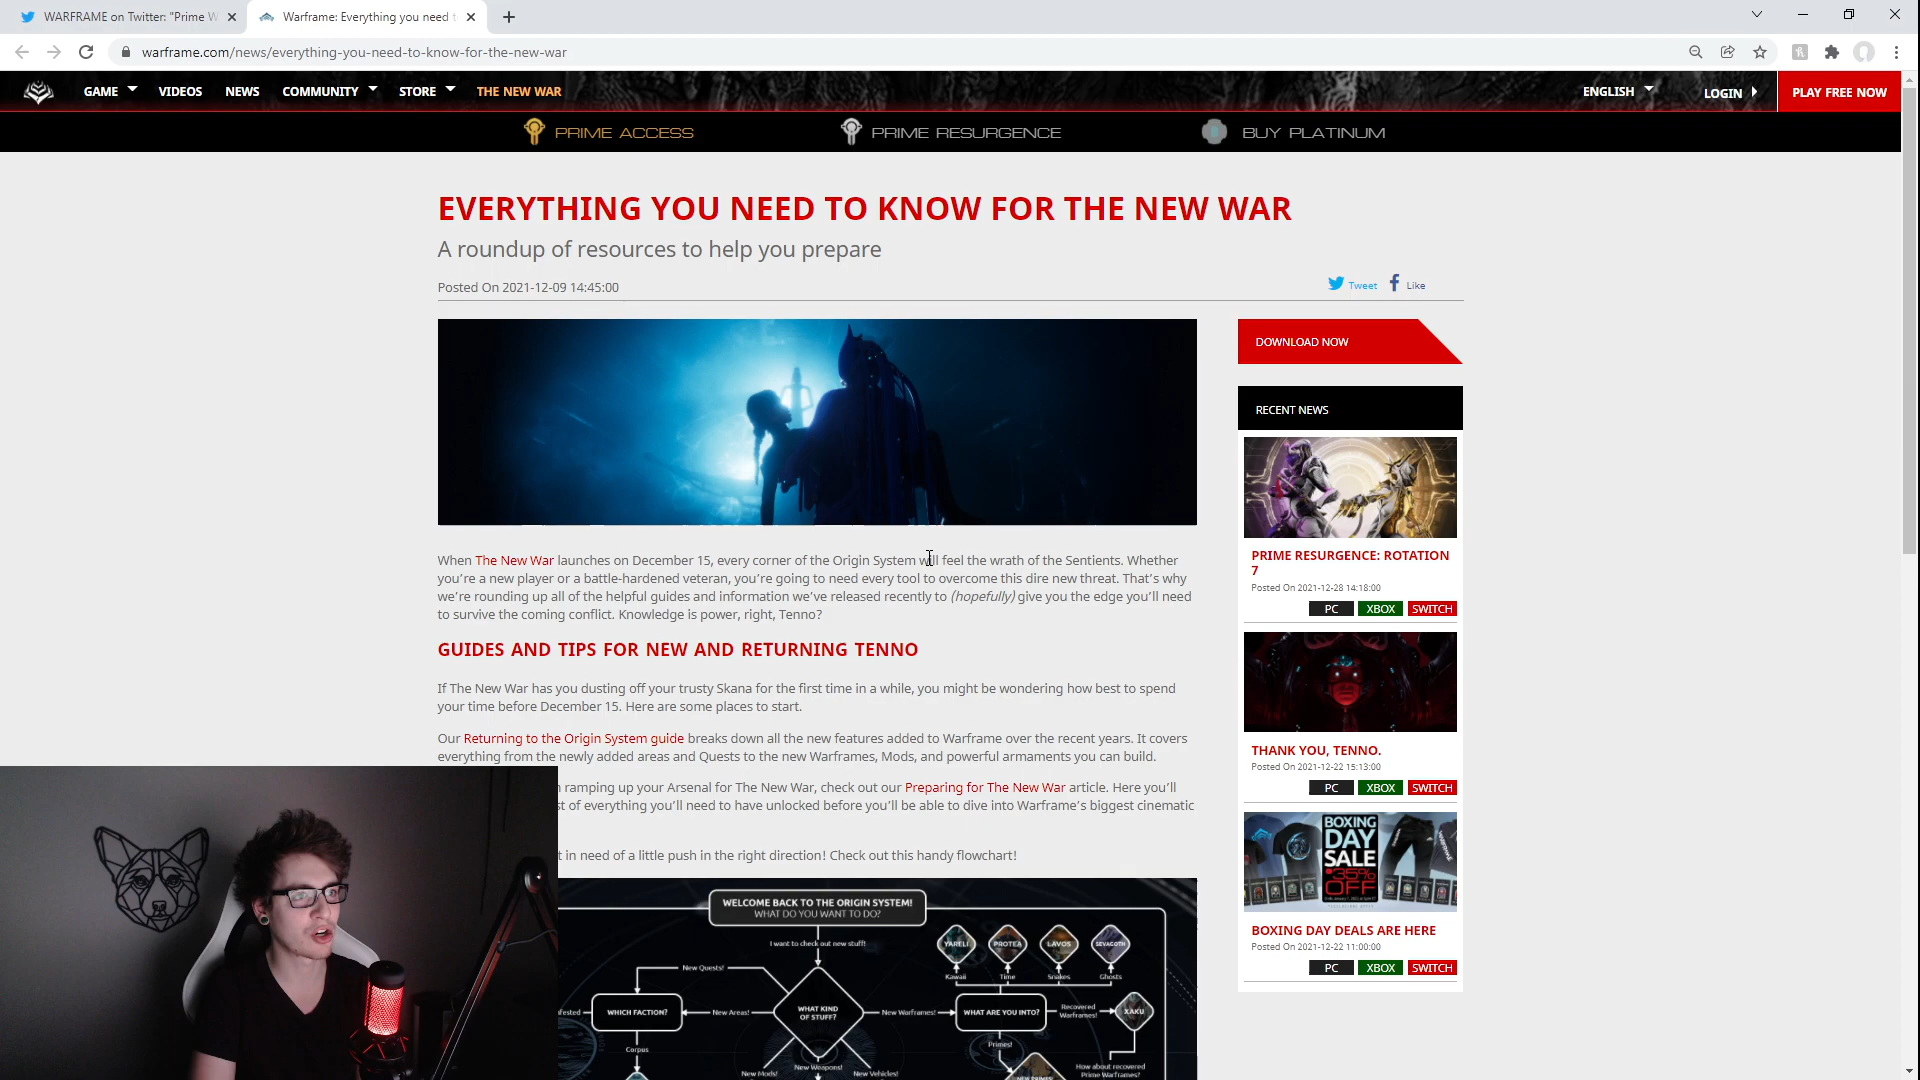 WARFRAME on Twitter: "Prime W
Warframe: Everything you need t
warframe.com/news/everything-you-need-to-know-for-the-new-war
GAME
VIDEOS
NEWS
COMMUNITY
STORE
THE NEW WAR
ENGLISH
LOGIN
PLAY FREE NOW
PRIME ACCESS
PRIME RESURGENCE
BUY PLATINUM
EVERYTHING YOU NEED TO KNOW FOR THE NEW WAR
A roundup of resources to help you prepare
Posted On 2021-12-09 14:45:00
Tweet
Like
When The New War launches on December 15, every corner of the Origin System will feel the wrath of the Sentients. Whether
you're a new player or a battle-hardened veteran, you're going to need every tool to overcome this dire new threat. That's why
we're rounding up all of the helpful guides and information we've released recently to (hopefully) give you the edge you'll need
to survive the coming conflict. Knowledge is power, right, Tenno?
GUIDES AND TIPS FOR NEW AND RETURNING TENNO
If The New War has you dusting off your trusty Skana for the first time in a while, you might be wondering how best to spend
your time before December 15. Here are some places to start.
Our Returning to the Origin System guide breaks down all the new features added to Warframe over the recent years. It covers
everything from the newly added areas and Quests to the new Warframes, Mods, and powerful armaments you can build.
ramping up your Arsenal for The New War, check out our Preparing for The New War article. Here you'll
st of everything you'll need to have unlocked before you'll be able to dive into Warframe's biggest cinematic
t in need of a little push in the right direction! Check out this handy flowchart!
WELCOME BACK TO THE ORIGIN SYSTEM!
WHAT DO YOU WANT TO DO?
I want to check out new stuff!
YARELI
PROTEA
LAVOS
SEVAGOTH
Kawaii
Time
Snakes
Ghosts
New Quests!
fested
WHICH FACTION?
New Areas!
WHAT KIND
OF STUFF?
New Warframes!
WHAT ARE YOU INTO?
Recovered
Warframes!
XAKU
Corpus
Primes!
New Mods!
New Weapons!
New Vehicles!
NEW PRIMES?
How about recovered
Prime Warframes?
DOWNLOAD NOW
RECENT NEWS
PRIME RESURGENCE: ROTATION
7
Posted On 2021-12-28 14:18:00
PC
XBOX
SWITCH
THANK YOU, TENNO.
Posted On 2021-12-22 15:13:00
PC
XBOX
SWITCH
BOXING
DAY
SALE
35%
OFF
BOXING DAY DEALS ARE HERE
Posted On 2021-12-22 11:00:00
PC
XBOX
SWITCH